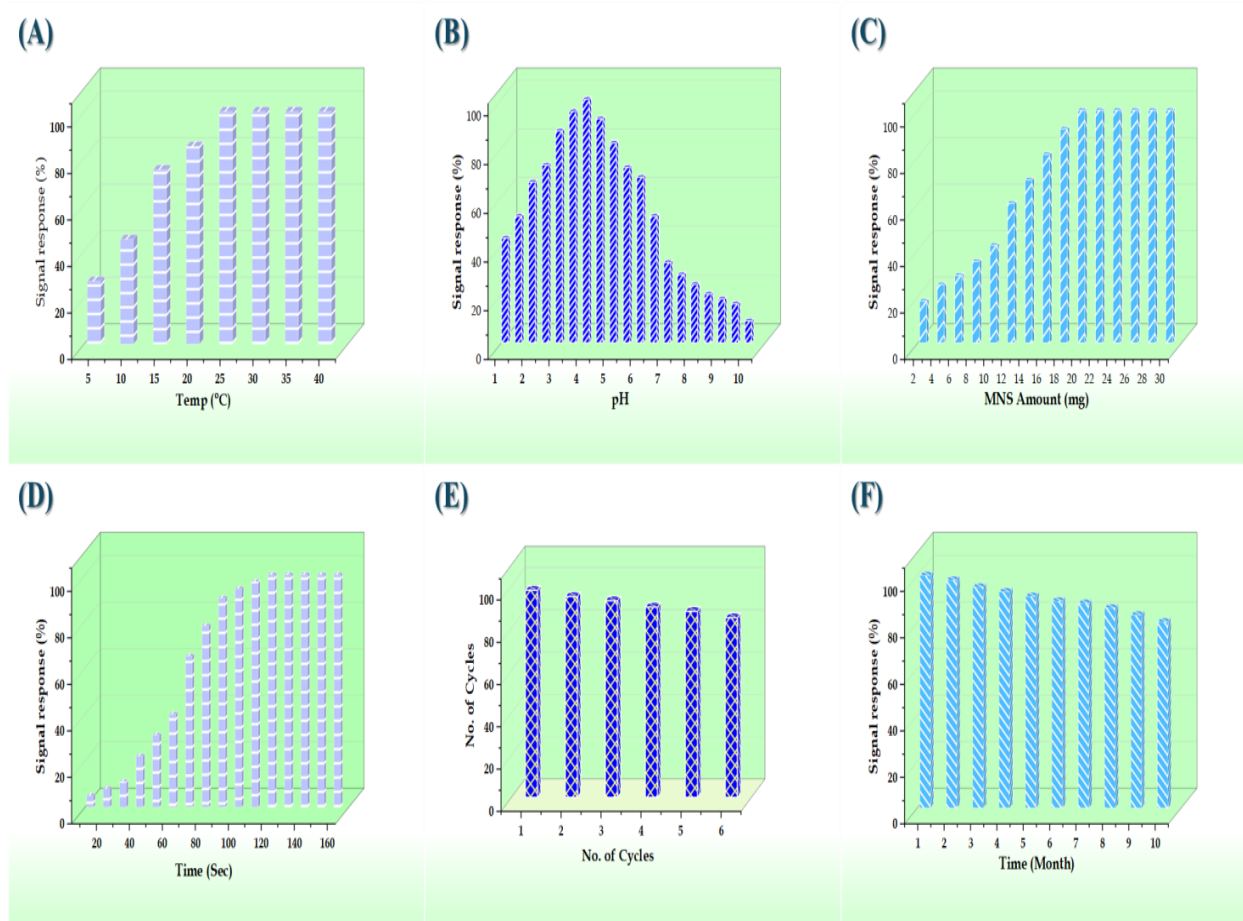 (A)
Signal response (%)
100
80
60
40
20
0
5 10 15 20 25 30 35 40
Temp (°C)
(B)
Signal response (%)
100
80
60
40
20
0
1 2 3 4 5 6 7 8 9 10
pH
(C)
Signal response (%)
100
80
60
40
20
0
2 4 6 8 10 12 14 16 18 20 22 24 26 28 30
MNS Amount (mg)
(D)
Signal response (%)
100
80
60
40
20
0
20 40 60 80 100 120 140 160
Time (Sec)
(E)
No. of Cycles
100
80
60
40
20
0
1 2 3 4 5 6
No. of Cycles
(F)
Signal response (%)
100
80
60
40
20
0
1 2 3 4 5 6 7 8 9 10
Time (Month)